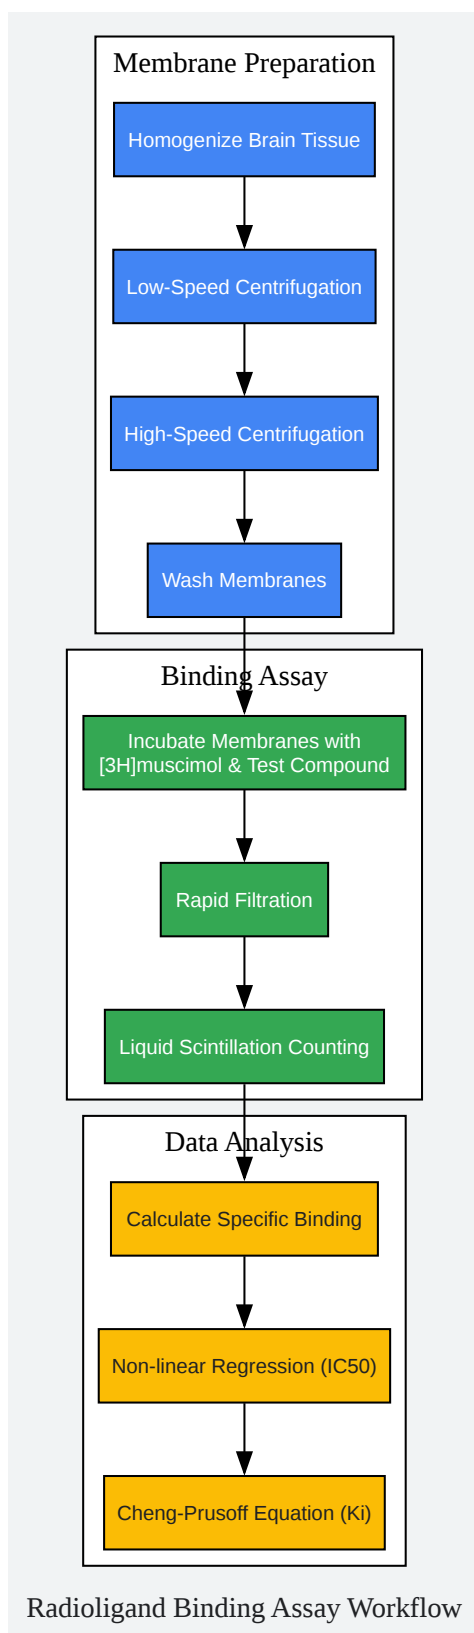 Membrane Preparation
Homogenize Brain Tissue
Low-Speed Centrifugation
High-Speed Centrifugation
Wash Membranes
Binding Assay
Incubate Membranes with
[3H]muscimol & Test Compound
Rapid Filtration
Liquid Scintillation Counting
Data Analysis
Calculate Specific Binding
Non-linear Regression (IC50)
Cheng-Prusoff Equation (Ki)
Radioligand Binding Assay Workflow